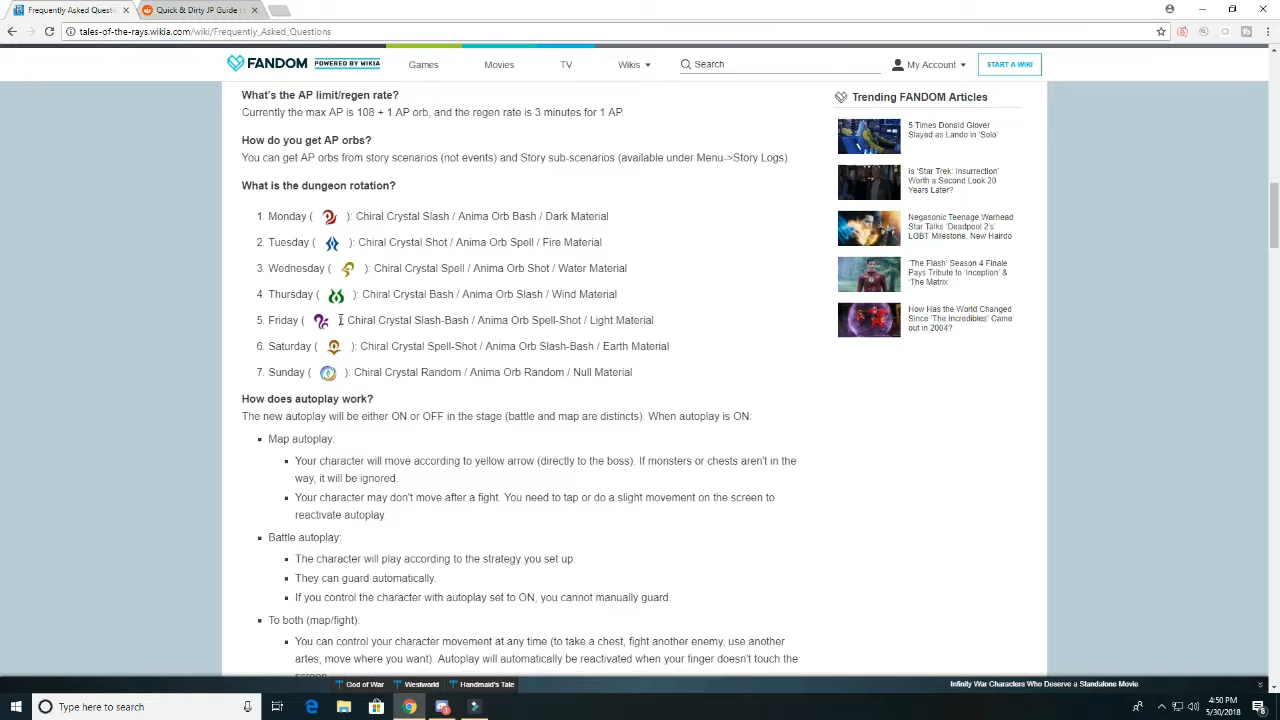 Frequently Asked Questions
Quick & Dirty JP Guide
tales-of-the-rays.wikia.com/wiki/Frequently_Asked_Questions
FANDOM POWERED BY WIKIA
Games
Movies
TV
Wikis
Search
My Account
START A WIKI
What's the AP limit/regen rate?
Currently the max AP is 108 + 1 AP orb, and the regen rate is 3 minutes for 1 AP.
How do you get AP orbs?
You can get AP orbs from story scenarios (not events) and Story sub-scenarios (available under Menu->Story Logs)
What is the dungeon rotation?
1. Monday ( ): Chiral Crystal Slash / Anima Orb Bash / Dark Material
2. Tuesday ( ): Chiral Crystal Shot / Anima Orb Spell / Fire Material
3. Wednesday ( ): Chiral Crystal Spell / Anima Orb Shot / Water Material
4. Thursday ( ): Chiral Crystal Bash / Anima Orb Slash / Wind Material
5. Friday ( ): Chiral Crystal Slash-Bash / Anima Orb Spell-Shot / Light Material
6. Saturday ( ): Chiral Crystal Spell-Shot / Anima Orb Slash-Bash / Earth Material
7. Sunday ( ): Chiral Crystal Random / Anima Orb Random / Null Material
How does autoplay work?
The new autoplay will be either ON or OFF in the stage (battle and map are distincts). When autoplay is ON:
Map autoplay:
Your character will move according to yellow arrow (directly to the boss). If monsters or chests aren't in the
way, it will be ignored.
Your character may don't move after a fight. You need to tap or do a slight movement on the screen to
reactivate autoplay.
Battle autoplay:
The character will play according to the strategy you set up.
They can guard automatically.
If you control the character with autoplay set to ON, you cannot manually guard.
To both (map/fight):
You can control your character movement at any time (to take a chest, fight another enemy, use another
artes, move where you want). Autoplay will automatically be reactivated when your finger doesn't touch the
screen.
Trending FANDOM Articles
5 Times Donald Glover
Slayed as Lando in 'Solo'
Is 'Star Trek: Insurrection'
Worth a Second Look 20
Years Later?
Negasonic Teenage Warhead
Star Talks 'Deadpool 2's'
LGBT Milestone, New Hairdo
'The Flash' Season 4 Finale
Pays Tribute to 'Inception' &
'The Matrix'
How Has the World Changed
Since 'The Incredibles' Came
out in 2004?
God of War
Westworld
Handmaid's Tale
Infinity War Characters Who Deserve a Standalone Movie
Type here to search
4:50 PM
5/30/2018